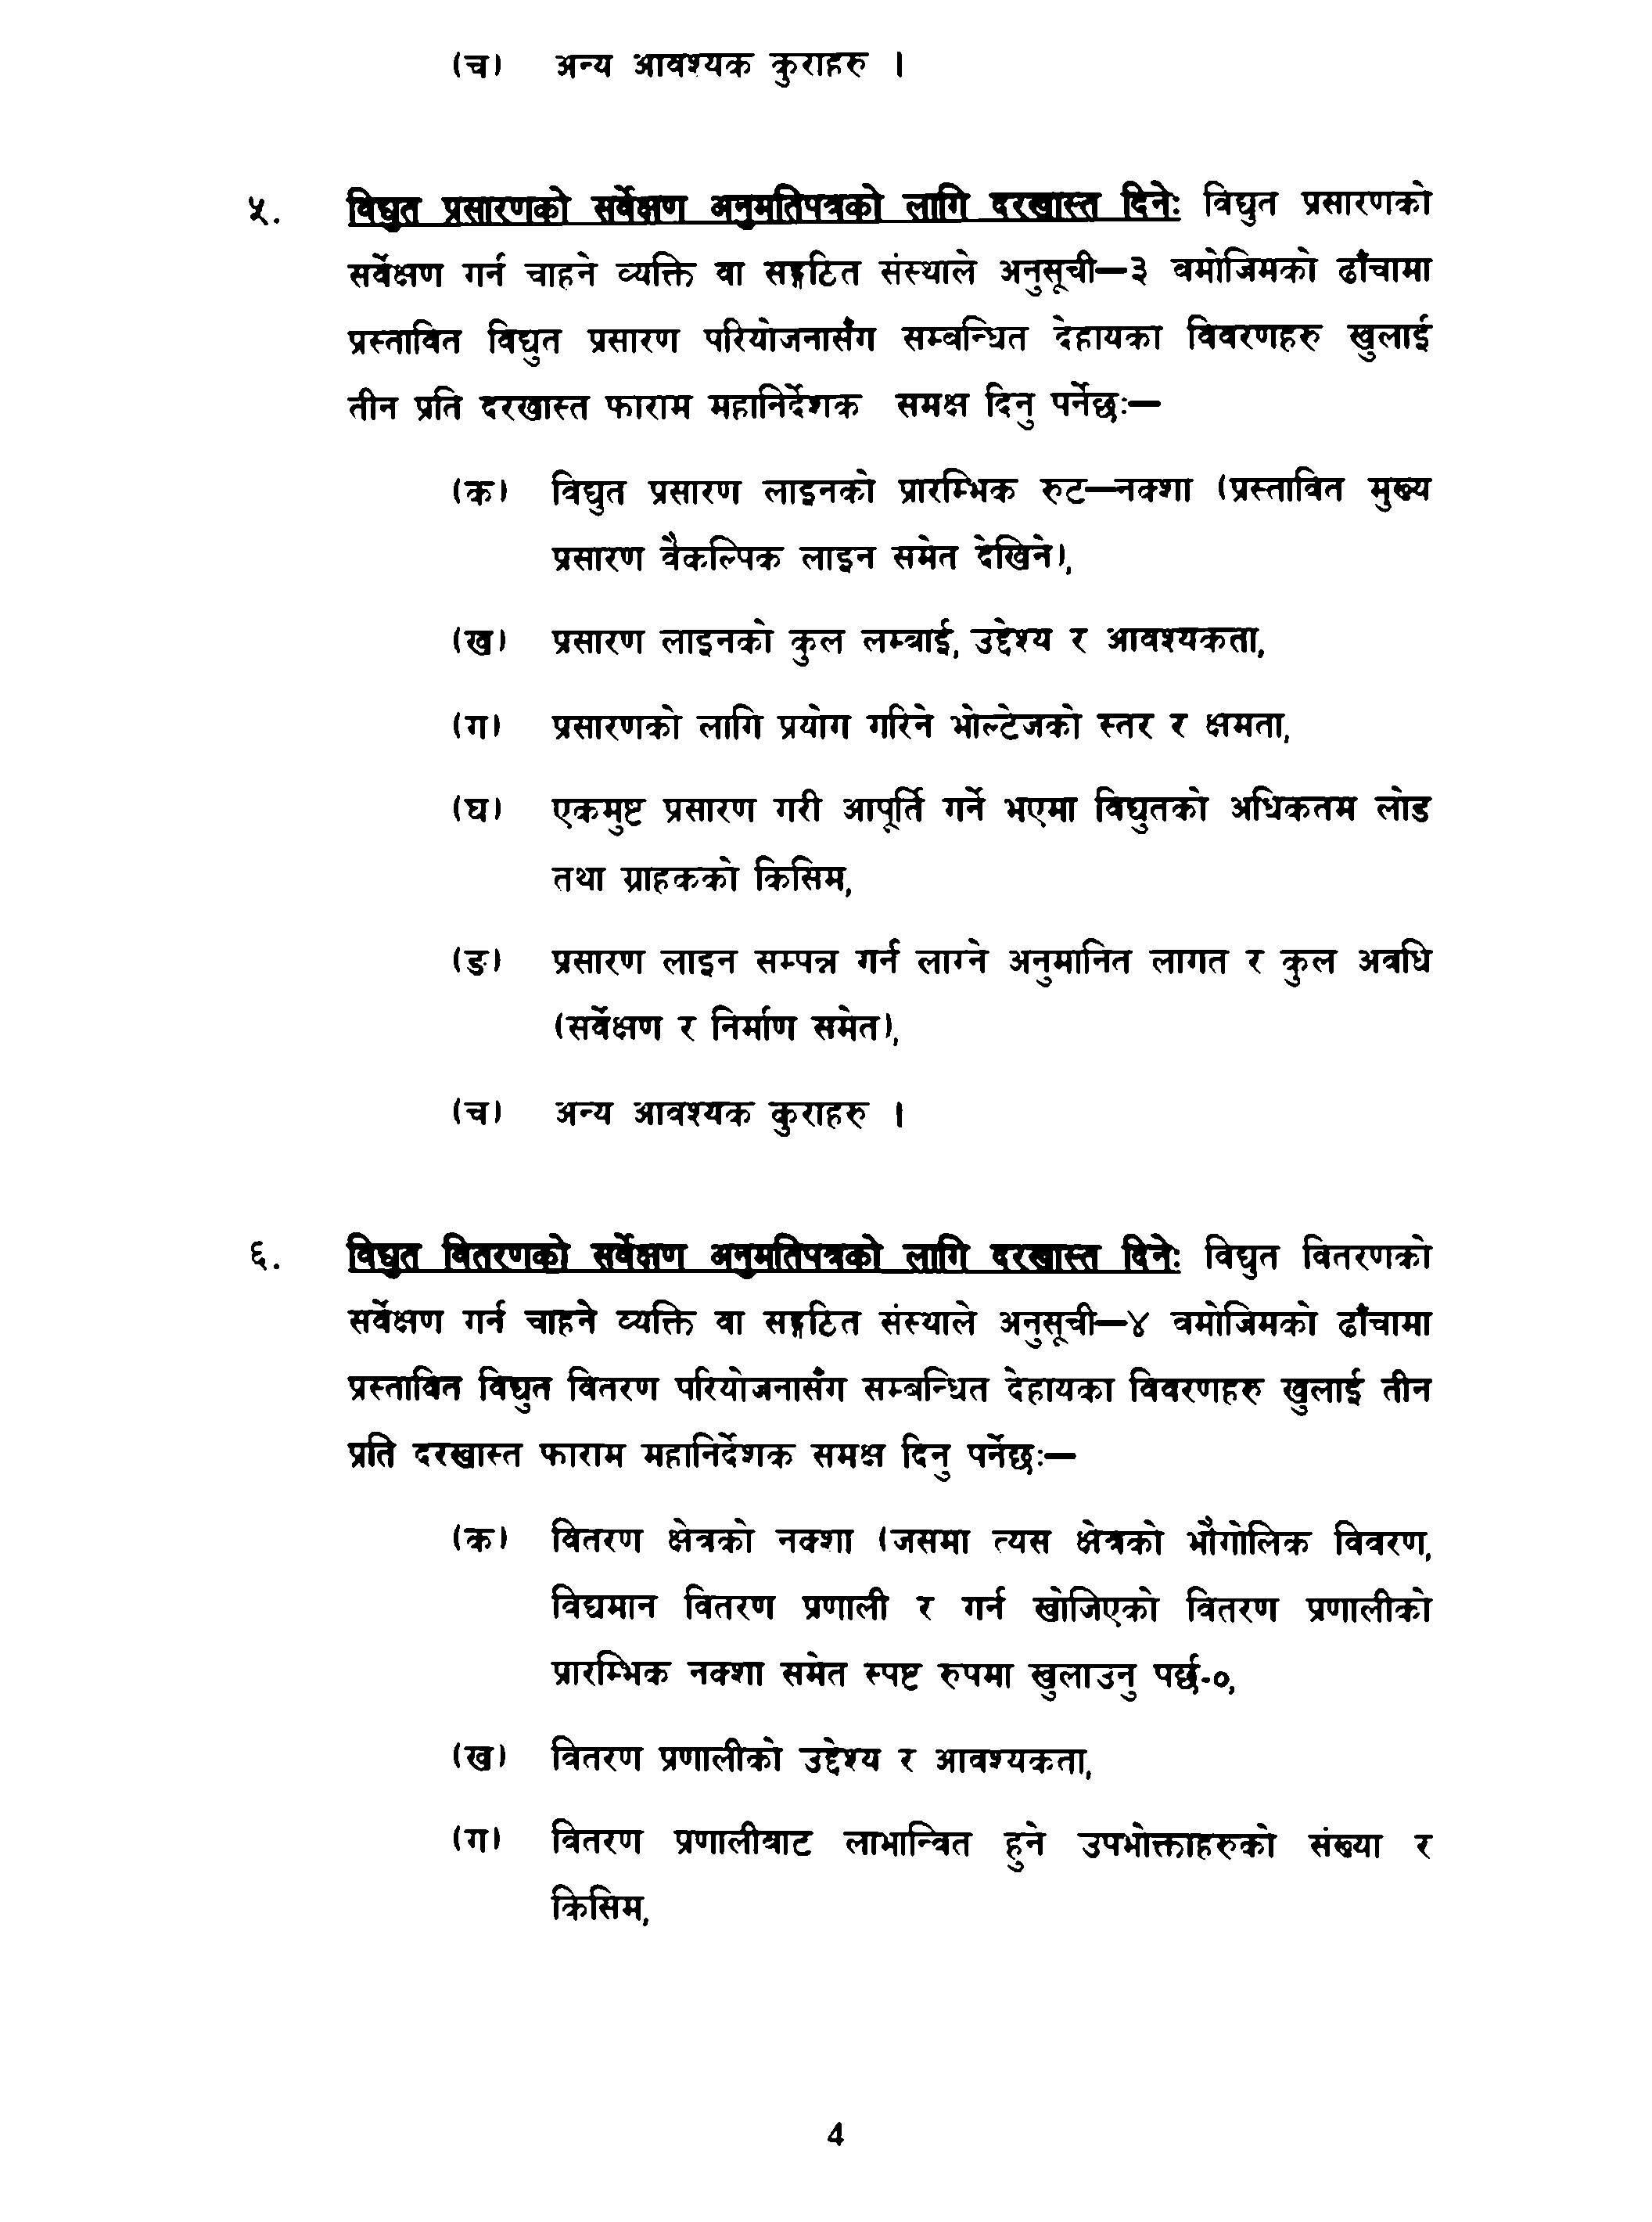 (च) अन्य आवश्यक कुराहरु ।
५. विद्युत प्रसारणको सर्वेक्षण अनुमतिपत्रको लागि दरखास्त दिनेः विद्युत प्रसारणको
सर्वेक्षण गर्न चाहने व्यक्ति वा सङ्गठित संस्थाले अनुसूची—३ बमोजिमको ढाँचामा
प्रस्तावित विद्युत प्रसारण परियोजनासँग सम्बन्धित देहायका विवरणहरु खुलाई
तीन प्रति दरखास्त फाराम महानिर्देशक समक्ष दिनु पर्नेछः—
(क) विद्युत प्रसारण लाइनको प्रारम्भिक रुट—नक्शा (प्रस्तावित मुख्य
प्रसारण वैकल्पिक लाइन समेत देखिने),
(ख) प्रसारण लाइनको कुल लम्बाई, उद्देश्य र आवश्यकता,
(ग) प्रसारणको लागि प्रयोग गरिने भोल्टेजको स्तर र क्षमता,
(घ) एकमुष्ट प्रसारण गरी आपूर्ति गर्ने भएमा विद्युतको अधिकतम लोड
तथा ग्राहकको किसिम,
(ङ) प्रसारण लाइन सम्पन्न गर्न लाग्ने अनुमानित लागत र कुल अवधि
(सर्वेक्षण र निर्माण समेत),
(च) अन्य आवश्यक कुराहरु ।
६. विद्युत वितरणको सर्वेक्षण अनुमतिपत्रको लागि दरखास्त दिनेः विद्युत वितरणको
सर्वेक्षण गर्न चाहने व्यक्ति वा सङ्गठित संस्थाले अनुसूची—४ बमोजिमको ढाँचामा
प्रस्तावित विद्युत वितरण परियोजनासँग सम्बन्धित देहायका विवरणहरु खुलाई तीन
प्रति दरखास्त फाराम महानिर्देशक समक्ष दिनु पर्नेछः—
(क) वितरण क्षेत्रको नक्शा (जसमा त्यस क्षेत्रको भौगोलिक विवरण,
विद्यमान वितरण प्रणाली र गर्न खोजिएको वितरण प्रणालीको
प्रारम्भिक नक्शा समेत स्पष्ट रुपमा खुलाउनु पर्छ-०,
(ख) वितरण प्रणालीको उद्देश्य र आवश्यकता,
(ग) वितरण प्रणालीबाट लाभान्वित हुने उपभोक्ताहरुको संख्या र
किसिम,
4